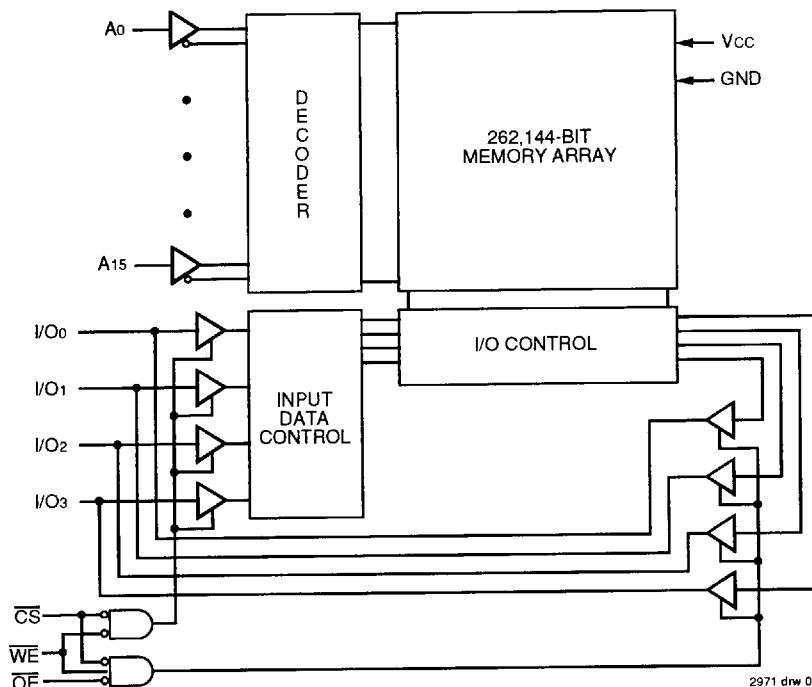 A0
VCC
GND
DECODER
262,144-BIT
MEMORY ARRAY
A15
I/O0
I/O CONTROL
I/O1
INPUT
DATA
CONTROL
I/O2
I/O3
CS
WE
OE
2971 drw 0